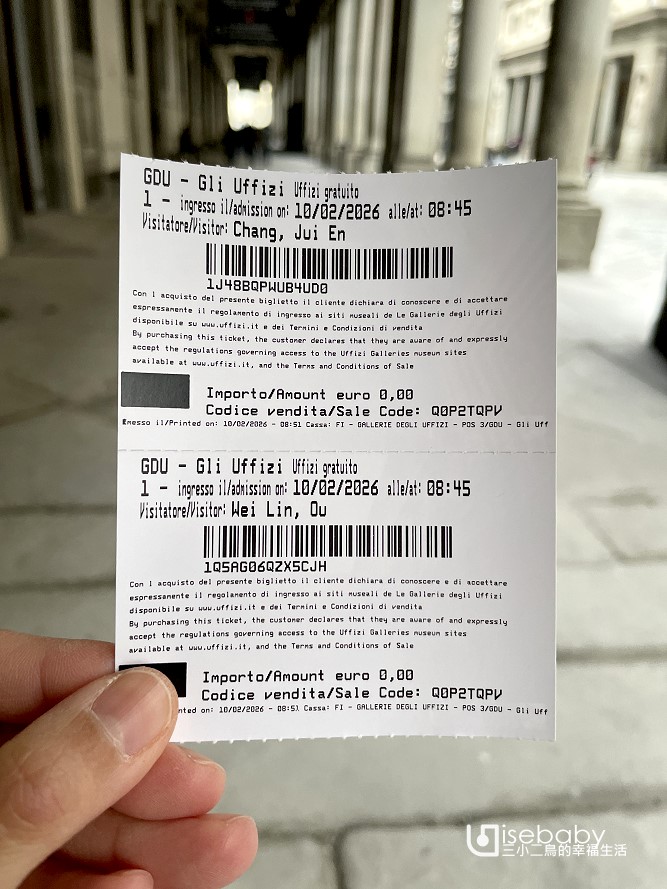 GDU - Gli Uffizi Uffizi gratuito
1 - ingresso il/admission on: 10/02/2026 alle/at: 08:45
Visitatore/Visitor: Chang, Jui En
1J48BQPWUB4UD0
Con l acquisto del presente biglietto il cliente dichiara di conoscere e di accettare
espressamente il regolamento di ingresso ai siti museali de Le Gallerie degli Uffizi
disponibile su www.uffizi.it e dei Termini e Condizioni di vendita
By purchasing this ticket, the customer declares that they are aware of and expressly
accept the regulations governing access to the Uffizi Galleries museum sites
available at www.uffizi.it, and the Terms and Conditions of Sale
Importo/Amount euro 0,00
Codice vendita/Sale Code: Q0P2TQPV
Emesso il/Printed on: 10/02/2026 - 08:51 Cassa: FI - GALLERIE DEGLI UFFIZI - POS 3/GDU - Gli Uff
GDU - Gli Uffizi Uffizi gratuito
1 - ingresso il/admission on: 10/02/2026 alle/at: 08:45
Visitatore/Visitor: Wei Lin, Ou
1Q5AG06QZX5CJH
Con l acquisto del presente biglietto il cliente dichiara di conoscere e di accettare
espressamente il regolamento di ingresso ai siti museali de Le Gallerie degli Uffizi
disponibile su www.uffizi.it e dei Termini e Condizioni di vendita
By purchasing this ticket, the customer declares that they are aware of and expressly
accept the regulations governing access to the Uffizi Galleries museum sites
available at www.uffizi.it, and the Terms and Conditions of Sale
Importo/Amount euro 0,00
Codice vendita/Sale Code: Q0P2TQPV
nted on: 10/02/2026 - 08:51 Cassa: FI - GALLERIE DEGLI UFFIZI - POS 3/GDU - Gli Uff
Uisebaby
三小二鳥的幸福生活